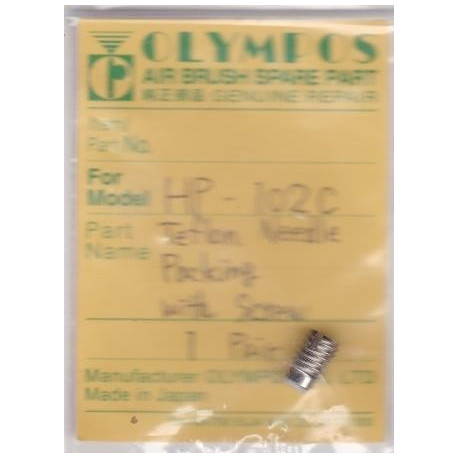 OLYMPOS
AIR BRUSH SPARE PART
GENUINE REPAIR
Item/
Part No.
For Model HP-102C
Part Name Teflon Needle
Packing
with Screw
1
Manufacturer
Made in Japan